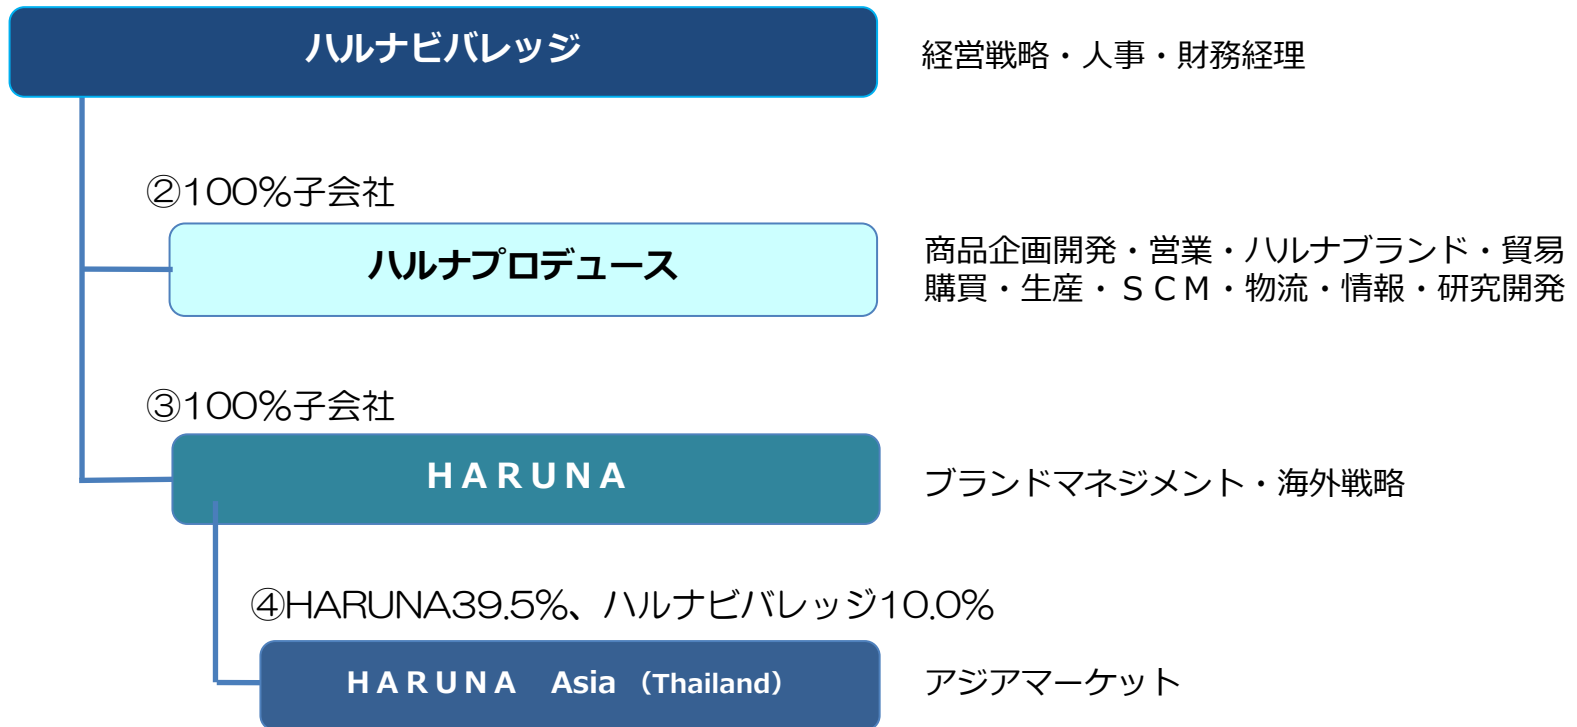 ハルナビバレッジ
経営戦略・人事・財務経理
②100%子会社
ハルナプロデュース
商品企画開発・営業・ハルナブランド・貿易
購買・生産・ＳＣＭ・物流・情報・研究開発
③100%子会社
ＨＡＲＵＮＡ
ブランドマネジメント・海外戦略
④HARUNA39.5%、ハルナビバレッジ10.0%
ＨＡＲＵＮＡ　Asia（Thailand）
アジアマーケット